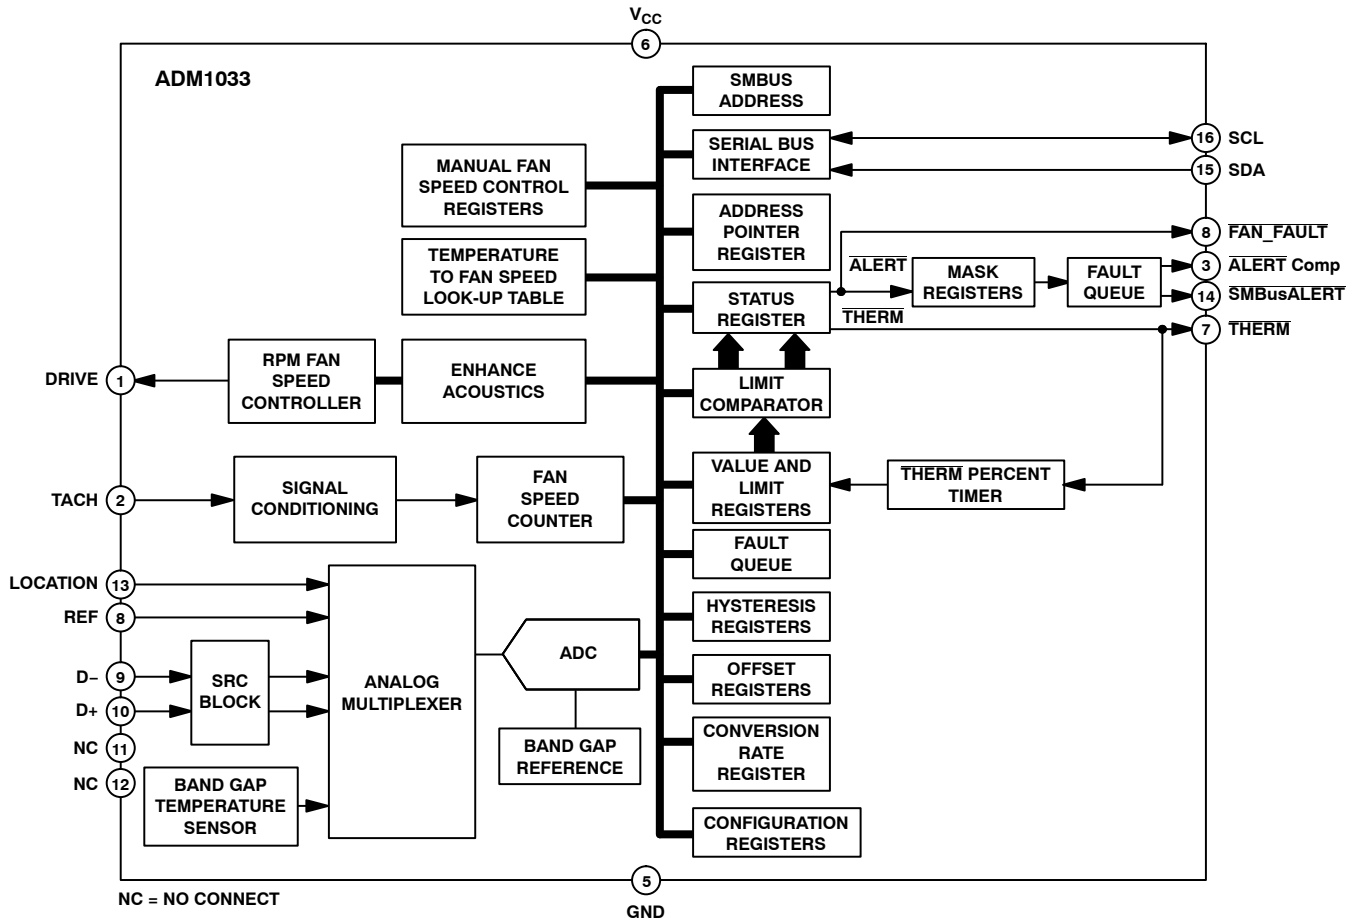 VCC
6
ADM1033
SMBUS
ADDRESS
SERIAL BUS
INTERFACE
16 SCL
15 SDA
MANUAL FAN
SPEED CONTROL
REGISTERS
ADDRESS
POINTER
REGISTER
8 FAN_FAULT
TEMPERATURE
TO FAN SPEED
LOOK-UP TABLE
ALERT
MASK
REGISTERS
FAULT
QUEUE
3 ALERT Comp
14 SMBusALERT
STATUS
REGISTER
THERM
7 THERM
DRIVE 1
RPM FAN
SPEED
CONTROLLER
ENHANCE
ACOUSTICS
LIMIT
COMPARATOR
TACH 2
SIGNAL
CONDITIONING
FAN
SPEED
COUNTER
VALUE AND
LIMIT
REGISTERS
THERM PERCENT
TIMER
FAULT
QUEUE
LOCATION 13
REF 8
D– 9
D+ 10
NC 11
NC 12
SRC
BLOCK
ANALOG
MULTIPLEXER
ADC
BAND GAP
REFERENCE
BAND GAP
TEMPERATURE
SENSOR
HYSTERESIS
REGISTERS
OFFSET
REGISTERS
CONVERSION
RATE
REGISTER
CONFIGURATION
REGISTERS
5
GND
NC = NO CONNECT